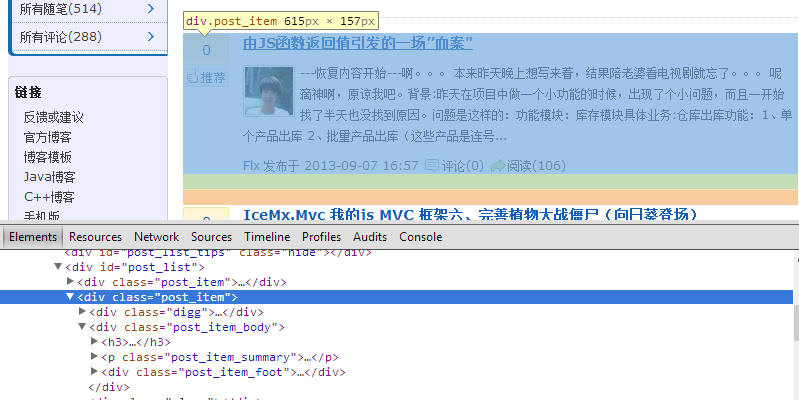 所有随笔(514)
所有评论(288)
链接
反馈或建议
官方博客
博客模板
Java博客
C++博客
手机版
div.post_item 615px × 157px
0
推荐
由JS函数返回值引发的一场”血案"
---恢复内容开始---啊。。。 本来昨天晚上想写来着，结果陪老婆看电视剧就忘了。。。 呢
滴神啊，原谅我吧。背景:昨天在项目中做一个小功能的时候，出现了个小问题，而且一开始
找了半天也没找到原因。问题是这样的：功能模块：库存模块具体业务:仓库出库功能：1、单
个产品出库 2、批量产品出库（这些产品是连号...
Flx 发布于 2013-09-07 16:57 评论(0) 阅读(106)
0
IceMx.Mvc 我的js MVC 框架六、完善植物大战僵尸（向日葵登场）
Elements Resources Network Sources Timeline Profiles Audits Console
<div id="post_list_tips" class="hide"></div>
<div id="post_list">
<div class="post_item">…</div>
<div class="post_item">
<div class="digg">…</div>
<div class="post_item_body">
<h3>…</h3>
<p class="post_item_summary">…</p>
<div class="post_item_foot">…</div>
</div>